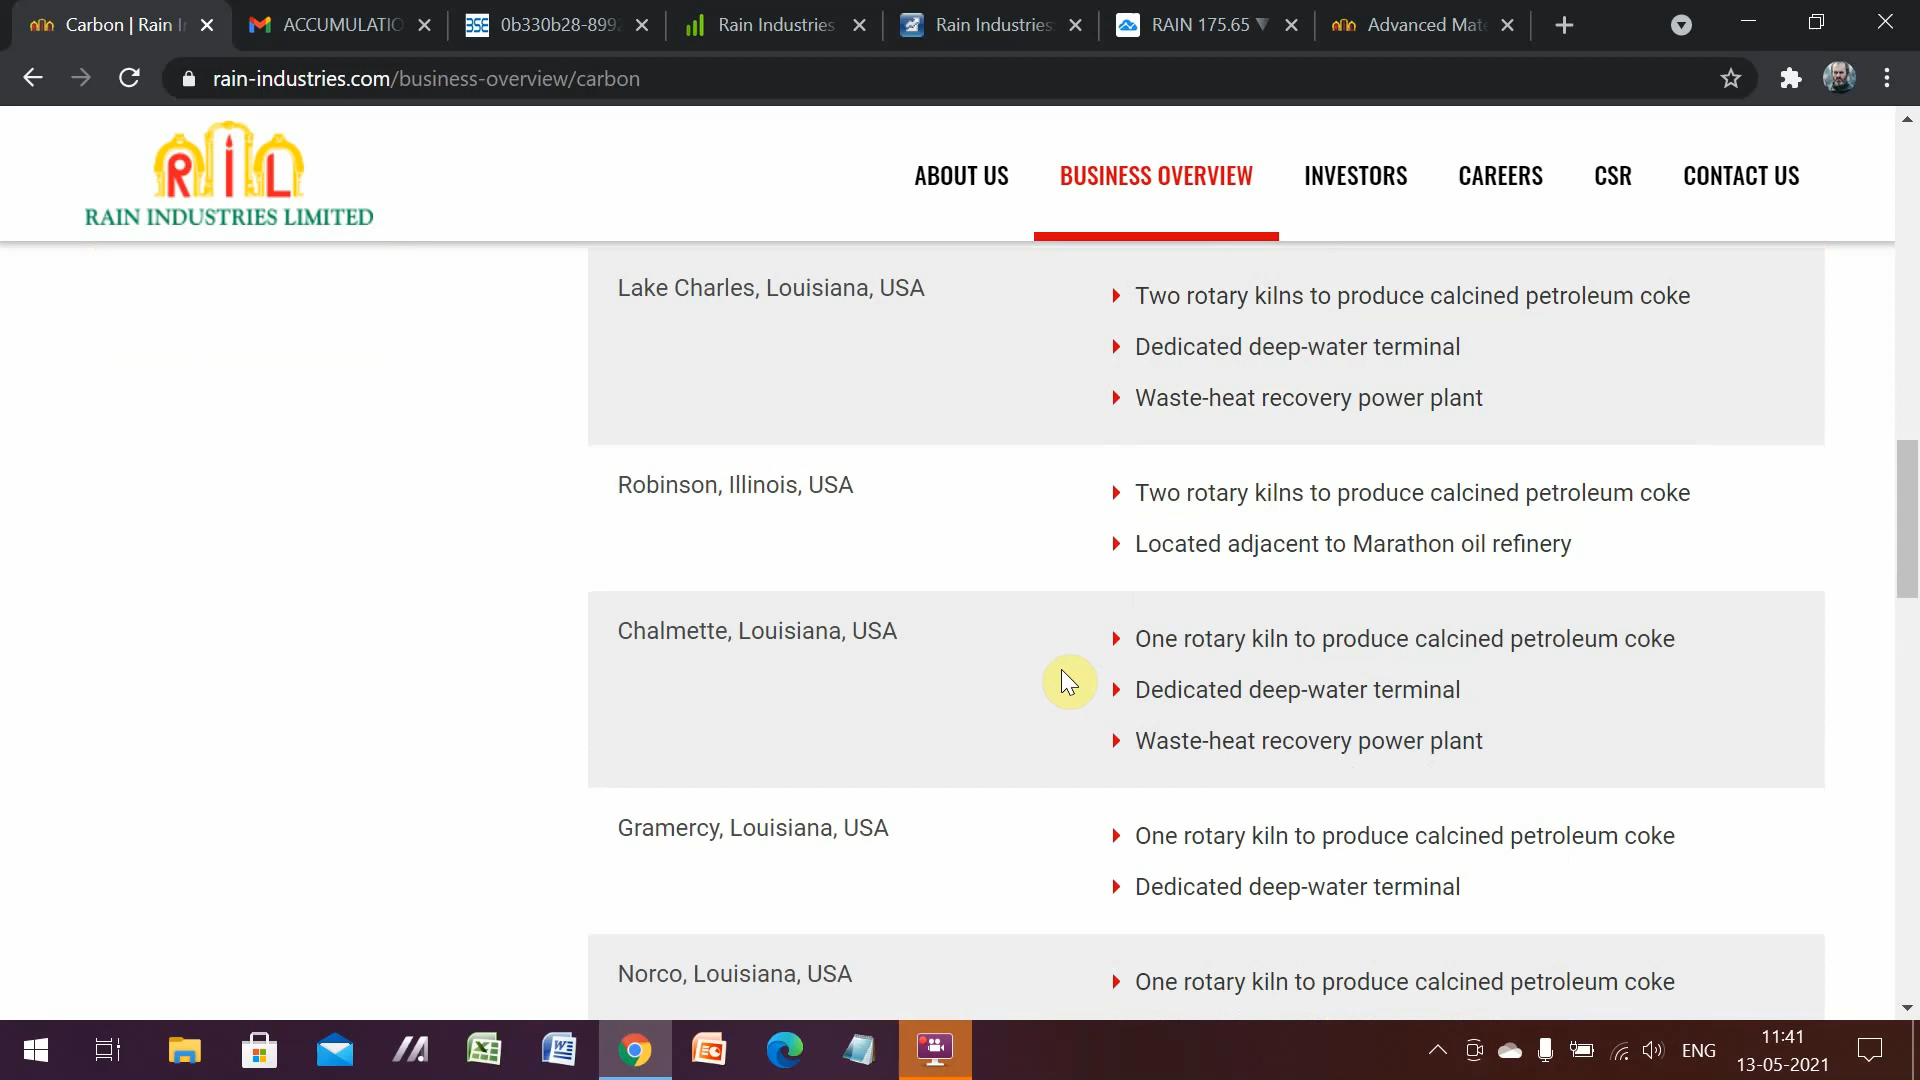 Carbon | Rain I
ACCUMULATIO
BSE
0b330b28-899
Rain Industries
Rain Industries
RAIN 175.65
Advanced Mate
rain-industries.com/business-overview/carbon
RIL
RAIN INDUSTRIES LIMITED
ABOUT US
BUSINESS OVERVIEW
INVESTORS
CAREERS
CSR
CONTACT US
Lake Charles, Louisiana, USA
Two rotary kilns to produce calcined petroleum coke
Dedicated deep-water terminal
Waste-heat recovery power plant
Robinson, Illinois, USA
Two rotary kilns to produce calcined petroleum coke
Located adjacent to Marathon oil refinery
Chalmette, Louisiana, USA
One rotary kiln to produce calcined petroleum coke
Dedicated deep-water terminal
Waste-heat recovery power plant
Gramercy, Louisiana, USA
One rotary kiln to produce calcined petroleum coke
Dedicated deep-water terminal
Norco, Louisiana, USA
One rotary kiln to produce calcined petroleum coke
ENG
11:41
13-05-2021